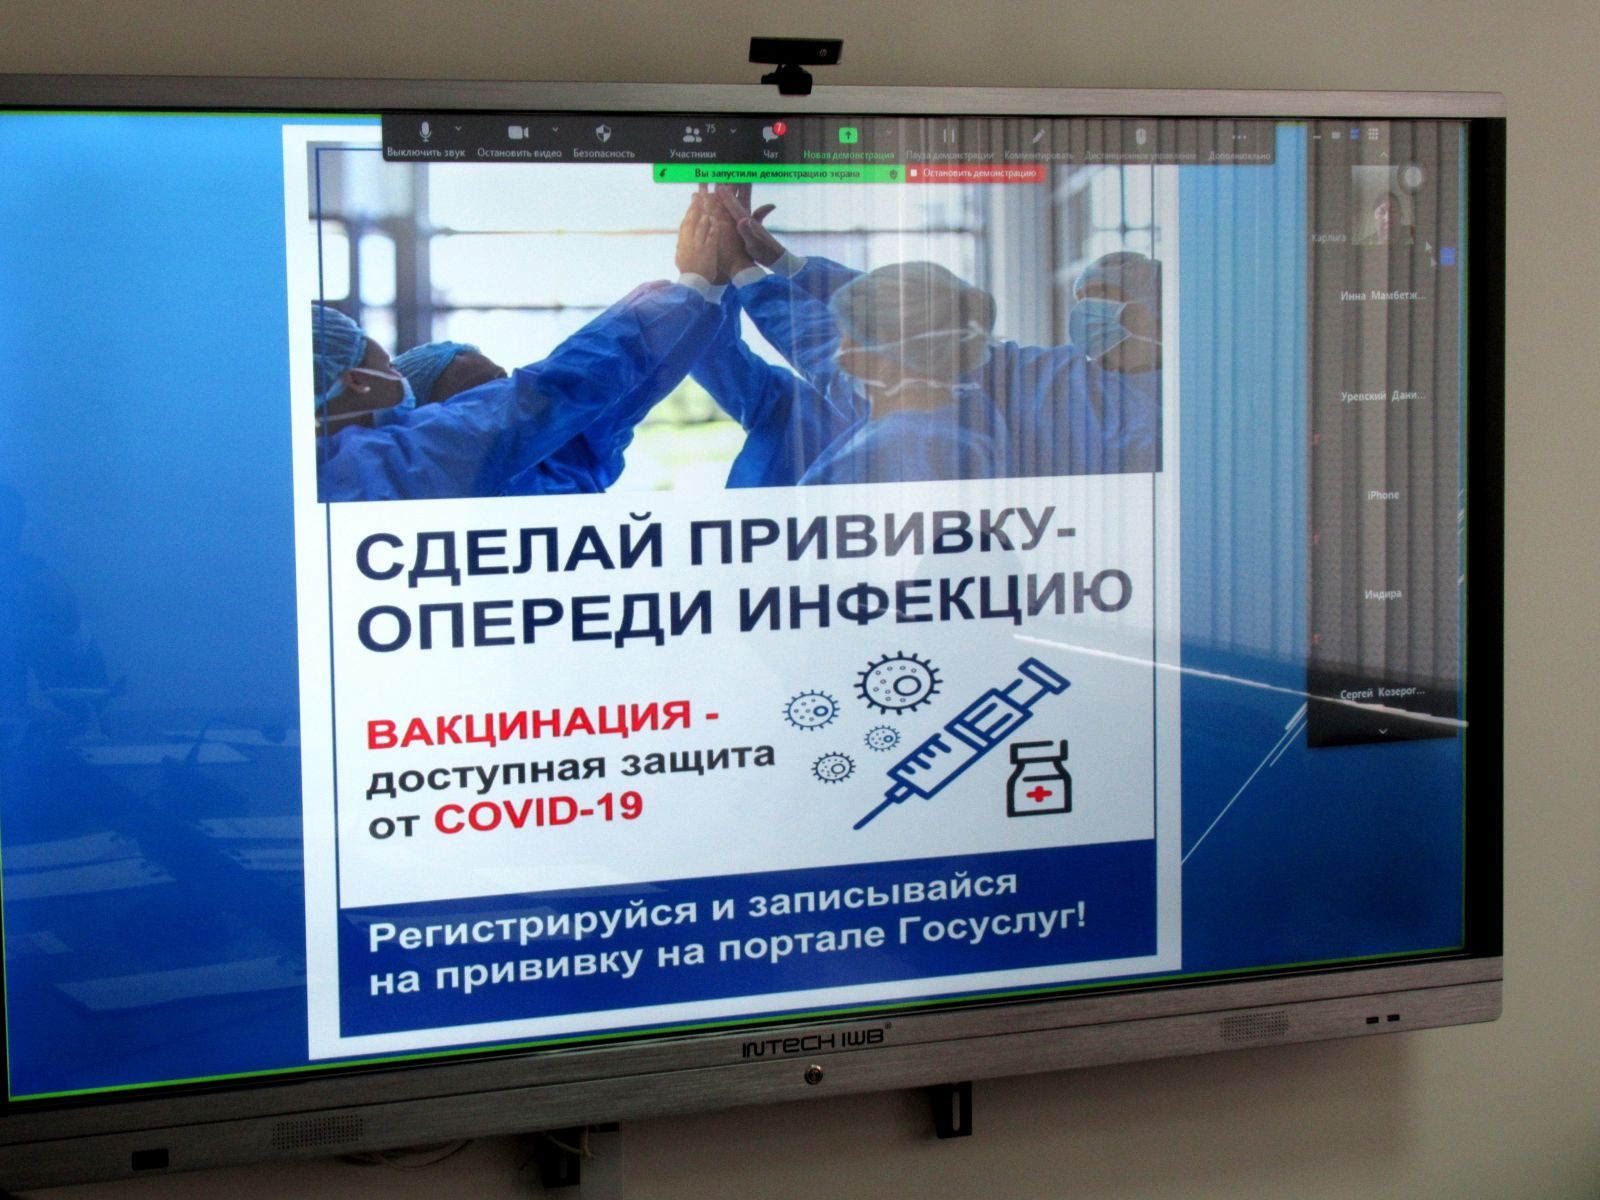 75
7
Выключить звук
Остановить видео
Безопасность
Участники
Чат
Новая демонстрация
Пауза демонстрации
Комментировать
Дистанционное управление
Дополнительно
Вы запустили демонстрацию экрана
Остановить демонстрацию
Карлыга
Инна Мамбетж...
Уревский Дани...
iPhone
Индира
Сергей Козерог...
СДЕЛАЙ ПРИВИВКУ-
ОПЕРЕДИ ИНФЕКЦИЮ
ВАКЦИНАЦИЯ -
доступная защита
от COVID-19
Регистрируйся и записывайся
на прививку на портале Госуслуг!
INTECH IWB®